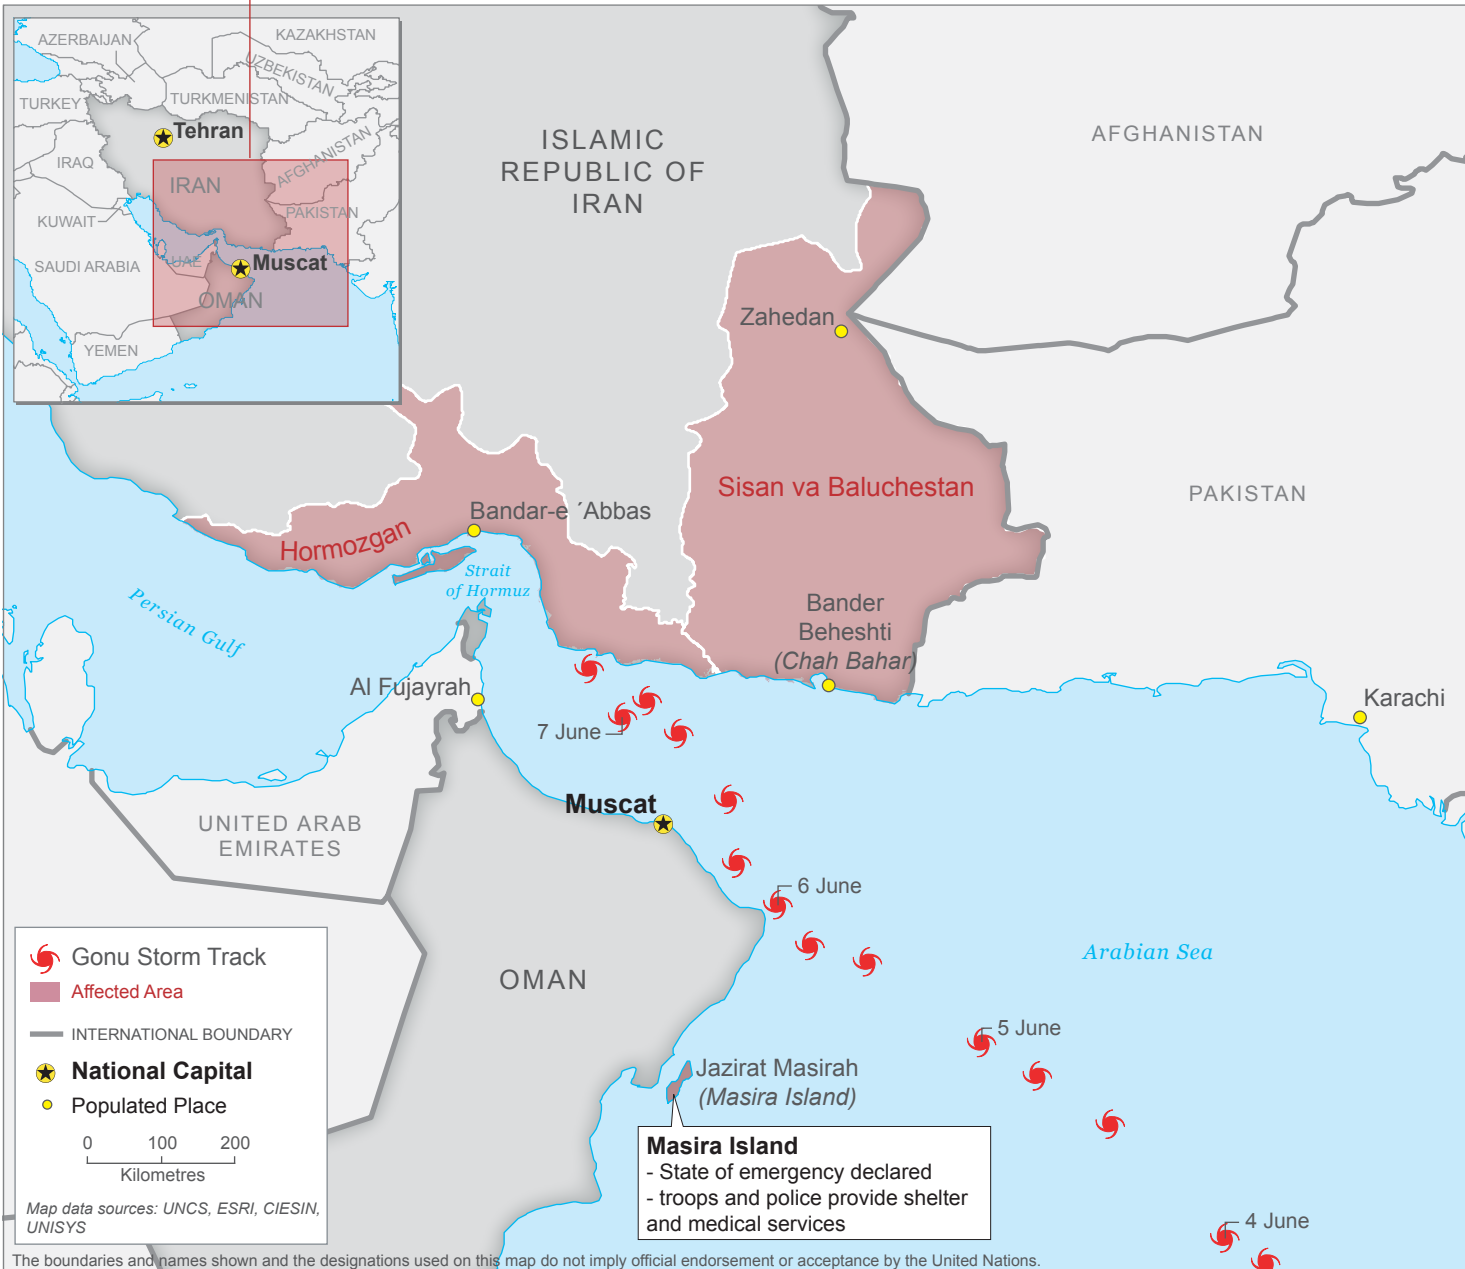 AZERBAIJAN
KAZAKHSTAN
UZBEKISTAN
TURKEY
TURKMENISTAN
Tehran
AFGHANISTAN
IRAQ
IRAN
KUWAIT
PAKISTAN
SAUDI ARABIA
UAE
Muscat
OMAN
YEMEN
ISLAMIC
REPUBLIC OF
IRAN
AFGHANISTAN
Zahedan
Sisan va Baluchestan
PAKISTAN
Bandar-e ´Abbas
Hormozgan
Strait
of Hormuz
Persian Gulf
Bander
Beheshti
(Chah Bahar)
Al Fujayrah
Karachi
7 June
Muscat
UNITED ARAB
EMIRATES
6 June
Arabian Sea
OMAN
5 June
Jazirat Masirah
(Masira Island)
Masira Island
- State of emergency declared
- troops and police provide shelter
and medical services
4 June
Gonu Storm Track
Affected Area
INTERNATIONAL BOUNDARY
National Capital
Populated Place
0 100 200
Kilometres
Map data sources: UNCS, ESRI, CIESIN,
UNISYS
The boundaries and names shown and the designations used on this map do not imply official endorsement or acceptance by the United Nations.